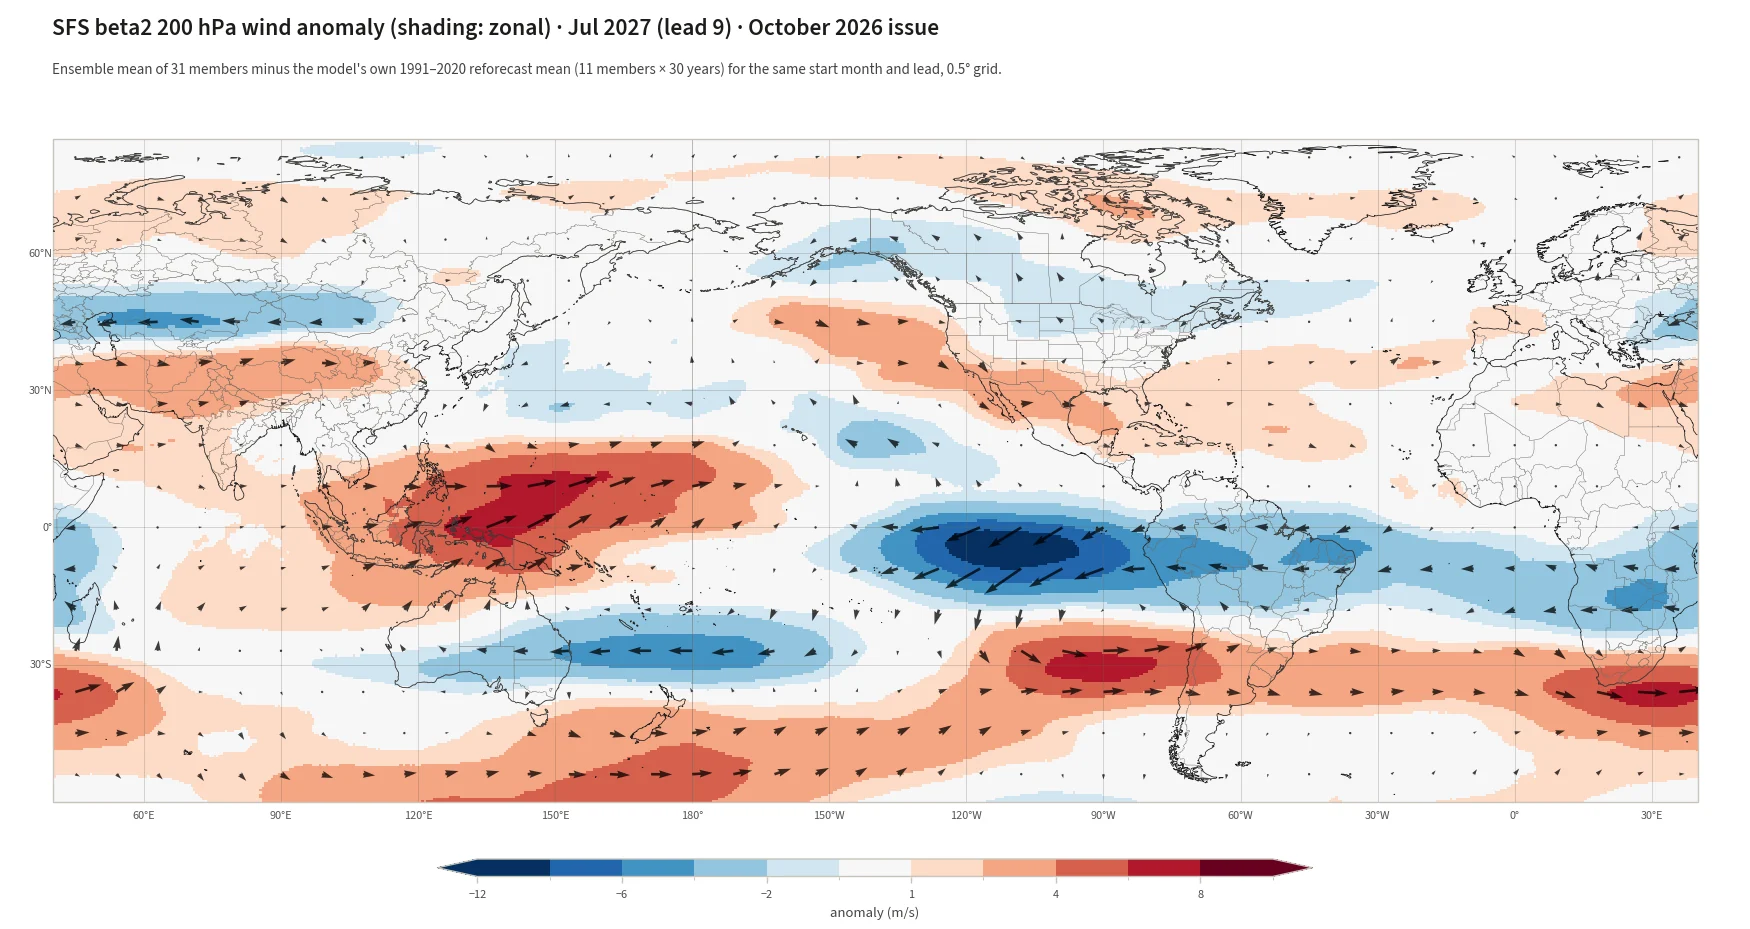 SFS beta2 200 hPa wind anomaly (shading: zonal) · Jul 2027 (lead 9) · October 2026 issue
Ensemble mean of 31 members minus the model's own 1991–2020 reforecast mean (11 members × 30 years) for the same start month and lead, 0.5° grid.
60°N
30°N
0°
30°S
60°E 90°E 120°E 150°E 180° 150°W 120°W 90°W 60°W 30°W 0° 30°E
−12 −6 −2 1 4 8
anomaly (m/s)